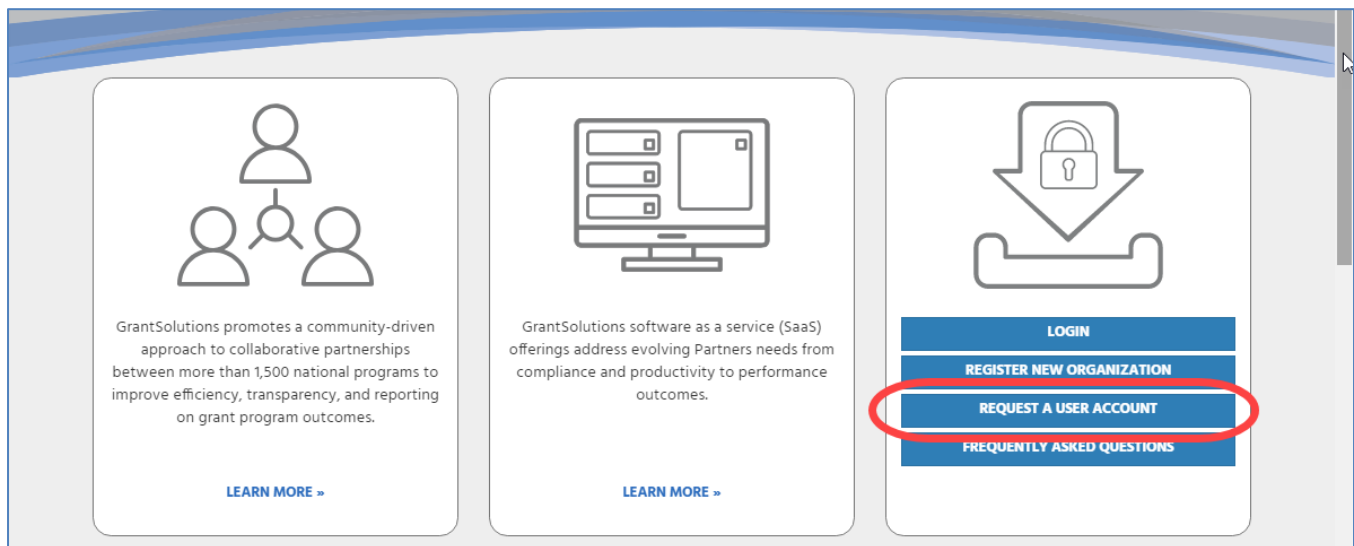 GrantSolutions promotes a community-driven
approach to collaborative partnerships
between more than 1,500 national programs to
improve efficiency, transparency, and reporting
on grant program outcomes.
LEARN MORE »
GrantSolutions software as a service (SaaS)
offerings address evolving Partners needs from
compliance and productivity to performance
outcomes.
LEARN MORE »
LOGIN
REGISTER NEW ORGANIZATION
REQUEST A USER ACCOUNT
FREQUENTLY ASKED QUESTIONS